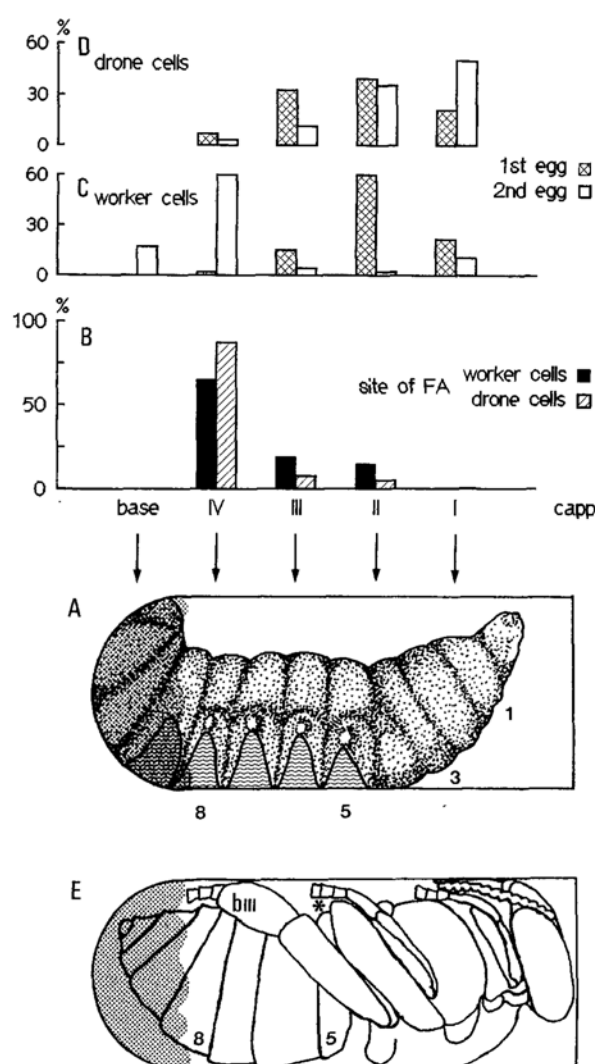 60 % D drone cells
30
0
60 C worker cells
30
0
1st egg
2nd egg
%
100 B
50
0
site of FA worker cells
drone cells
base IV III II I capp
A
1
3
8 5
E
bIII
*
8 5